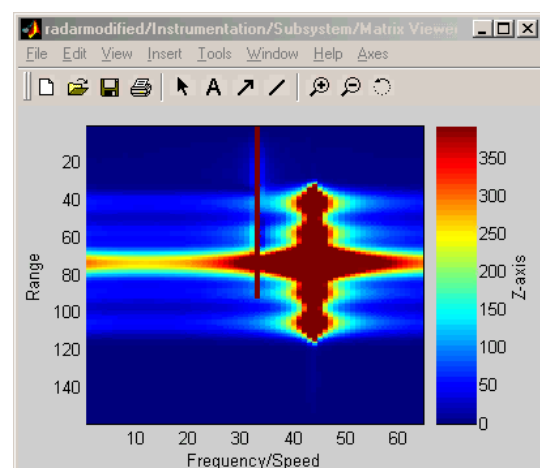 radarmodified/Instrumentation/Subsystem/Matrix Viewer
File Edit View Insert Tools Window Help Axes
A
20
40
60
80
100
120
140
Range
10 20 30 40 50 60
Frequency/Speed
350
300
250
200
150
100
50
0
Z-axis